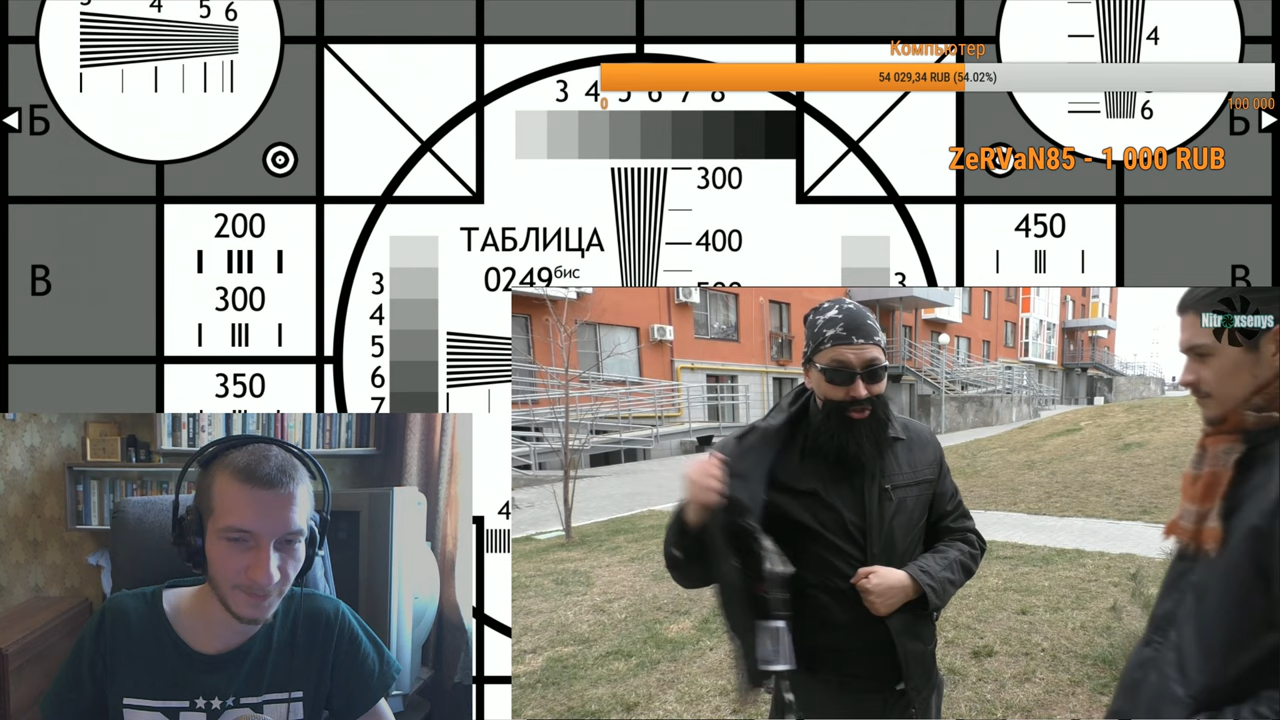 3 4 5 6
4
6
Компьютер
54 029,34 RUB (54.02%)
0
100 000
ZeRVaN85 - 1 000 RUB
Б
Б
3 4 5 6 7 8
300
400
500
ТАБЛИЦА
0249бис
200
300
350
450
В
В
3
4
5
6
7
3
4
Nitroxsenys